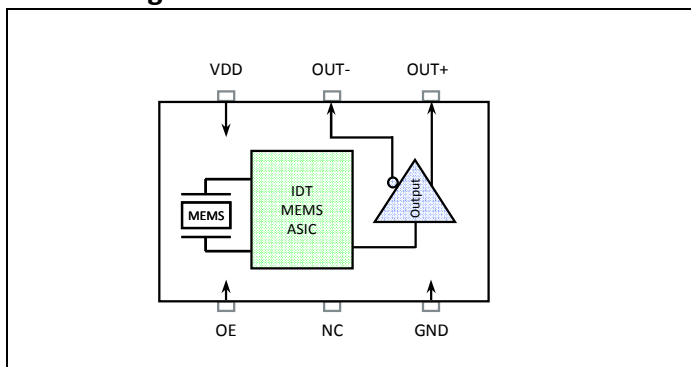 VDD OUT- OUT+
IDT
MEMS
ASIC
MEMS
Output
OE NC GND